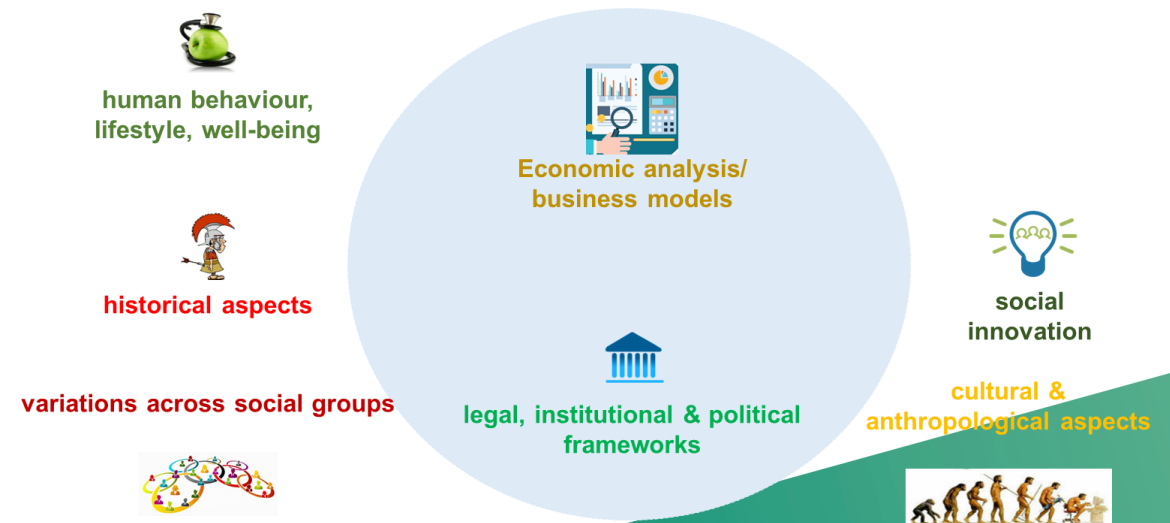 human behaviour,
lifestyle, well-being
Economic analysis/
business models
historical aspects
social
innovation
variations across social groups
legal, institutional & political
frameworks
cultural &
anthropological aspects